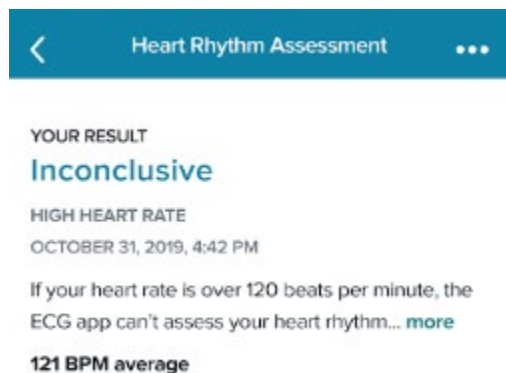 Heart Rhythm Assessment
YOUR RESULT
Inconclusive
HIGH HEART RATE
OCTOBER 31, 2019, 4:42 PM
If your heart rate is over 120 beats per minute, the
ECG app can't assess your heart rhythm... more
121 BPM average